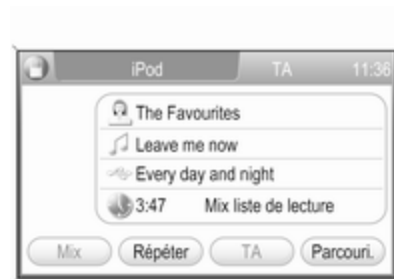 iPod TA 11:36
The Favourites
Leave me now
Every day and night
3:47 Mix liste de lecture
Mix Répéter TA Parcouri.